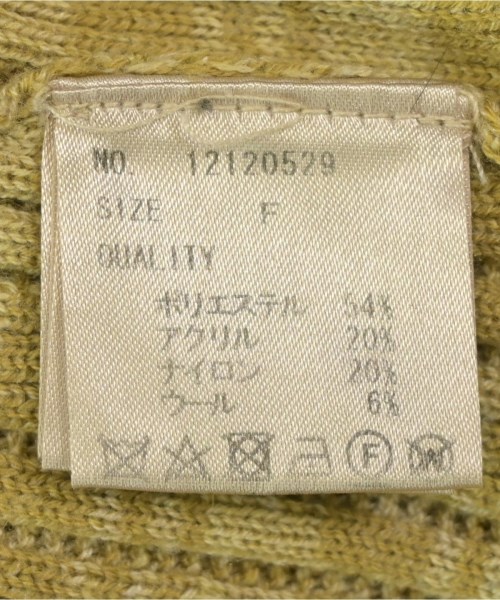 NO. 12120529
SIZE F
QUALITY
ポリエステル 54%
アクリル 20%
ナイロン 20%
ウール 6%
F W